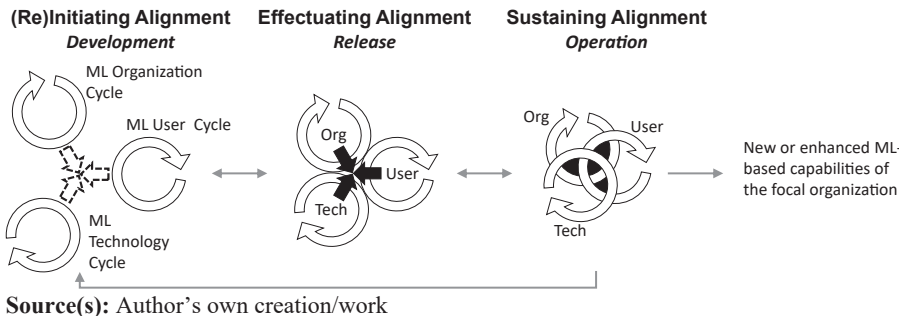 (Re)Initiating Alignment
Development
Effectuating Alignment
Release
Sustaining Alignment
Operation
ML Organization
Cycle
ML User Cycle
ML
Technology
Cycle
Org
User
Tech
Org
User
Tech
New or enhanced ML-
based capabilities of
the focal organization
Source(s): Author's own creation/work